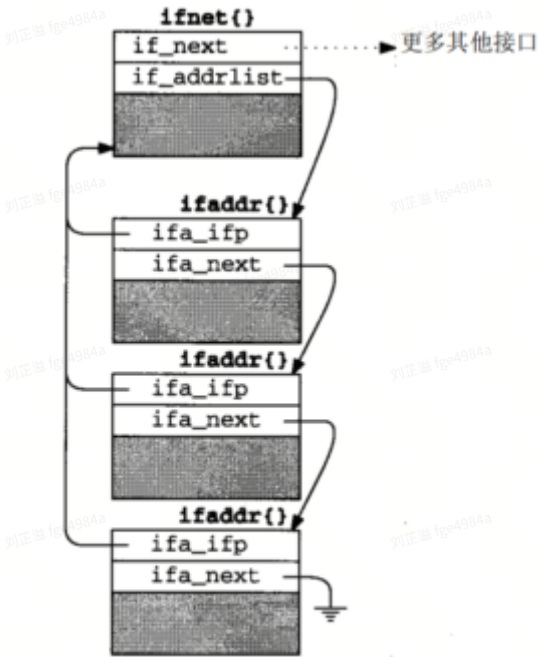 ifnet{}
if_next
更多其他接口
if_addrlist
ifaddr{}
ifa_ifp
ifa_next
ifaddr{}
ifa_ifp
ifa_next
ifaddr{}
ifa_ifp
ifa_next